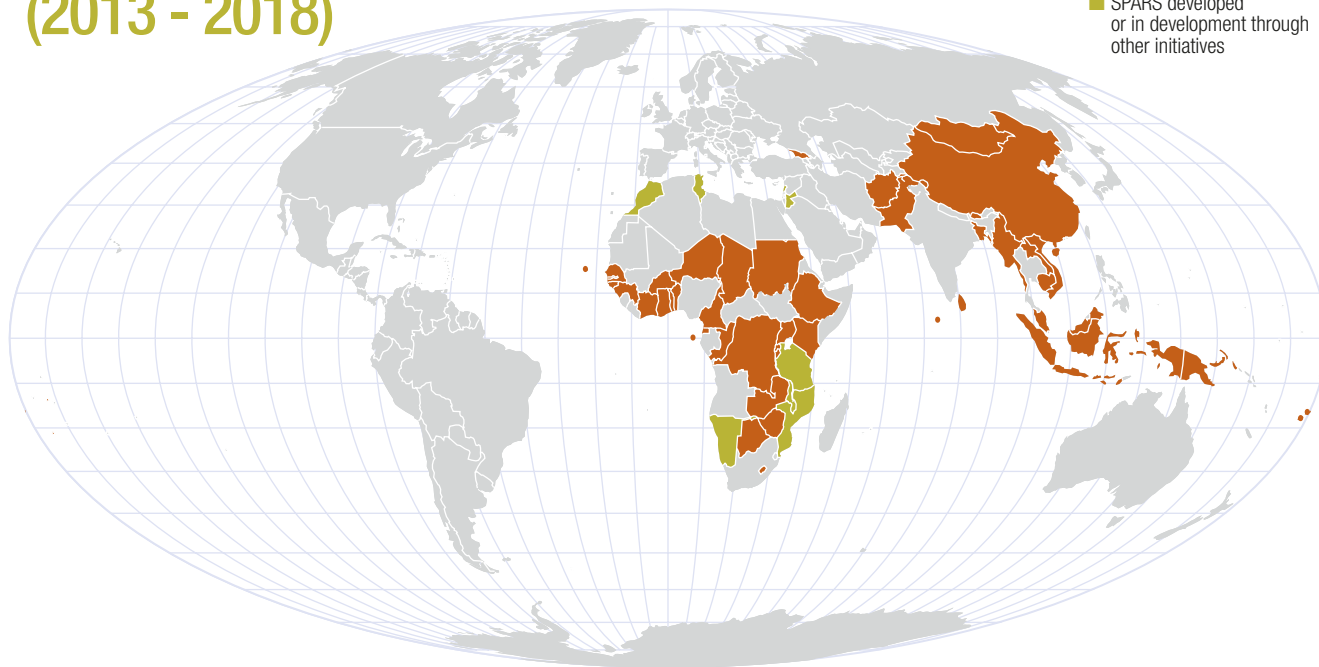 (2013 - 2018)
SPARS developed
or in development through
other initiatives